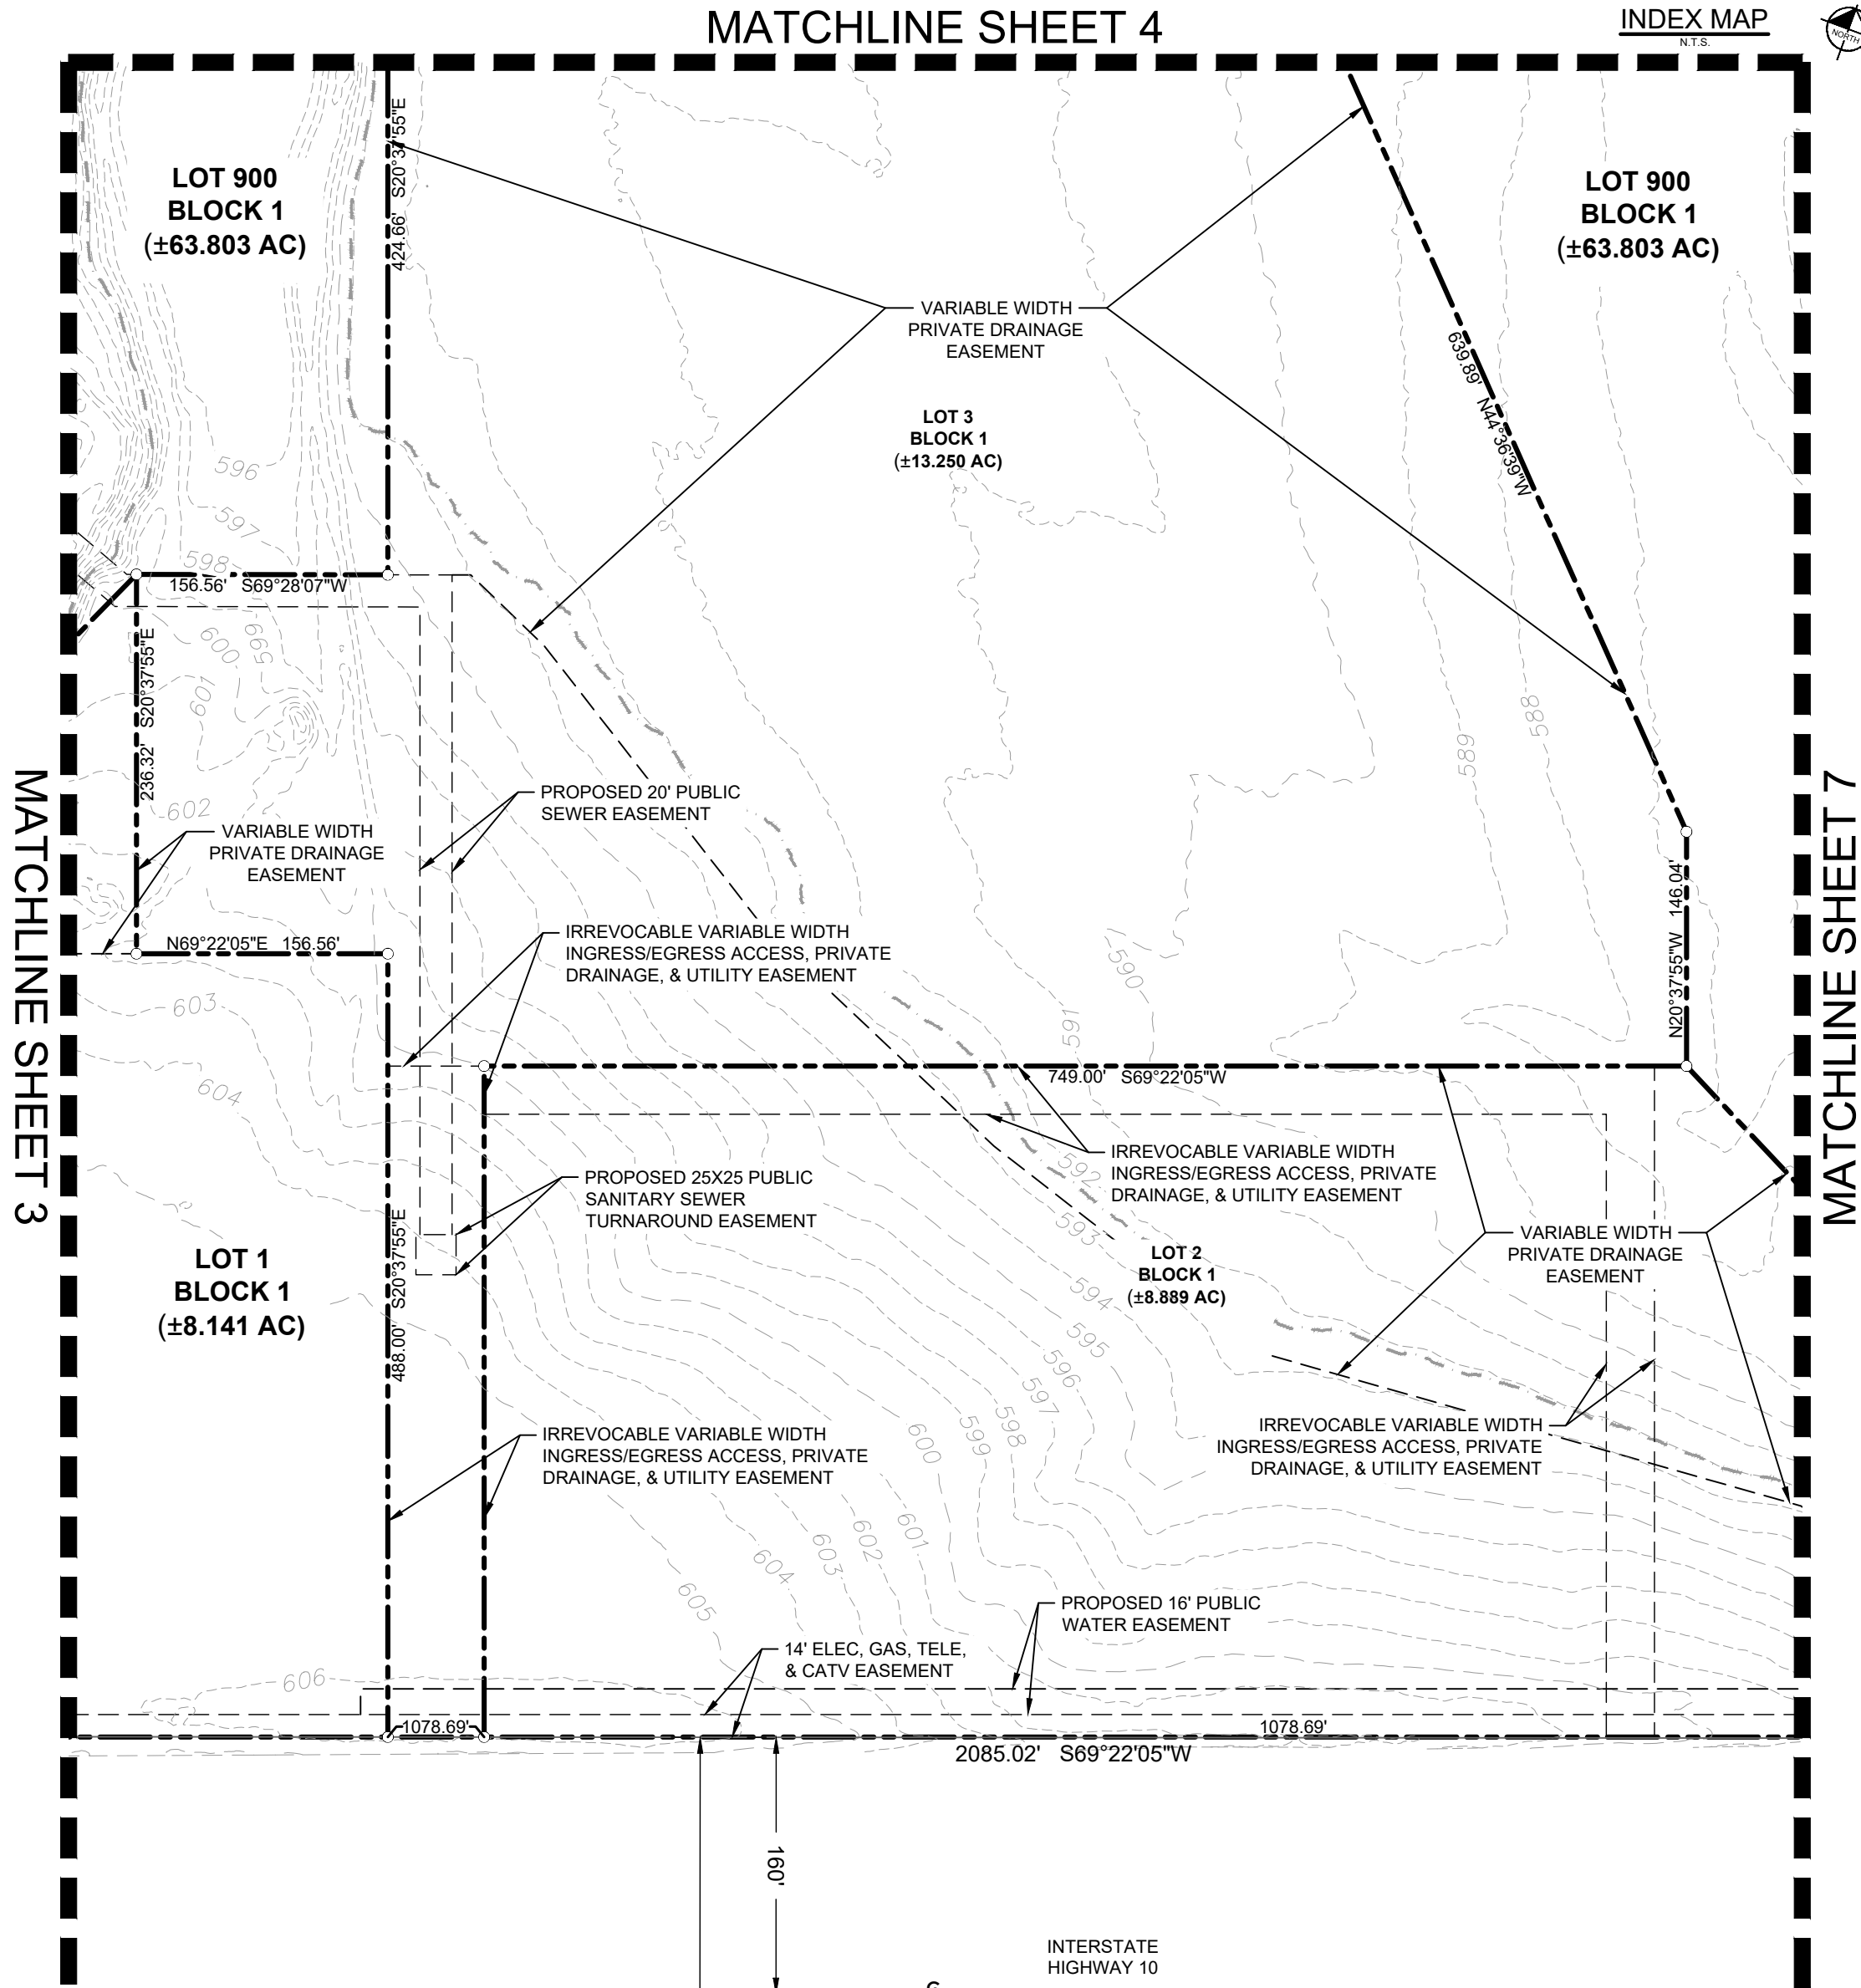 MATCHLINE SHEET 4
INDEX MAP
N.T.S.
NORTH
LOT 900
BLOCK 1
(±63.803 AC)
424.66' S20°37'55"E
LOT 900
BLOCK 1
(±63.803 AC)
VARIABLE WIDTH
PRIVATE DRAINAGE
EASEMENT
639.89' N44°36'39"W
LOT 3
BLOCK 1
(±13.250 AC)
596
597
598
156.56' S69°28'07"W
600
599
601
236.32' S20°37'55"E
602
588
589
MATCHLINE SHEET 3
MATCHLINE SHEET 7
PROPOSED 20' PUBLIC
SEWER EASEMENT
VARIABLE WIDTH
PRIVATE DRAINAGE
EASEMENT
N69°22'05"E 156.56'
IRREVOCABLE VARIABLE WIDTH
INGRESS/EGRESS ACCESS, PRIVATE
DRAINAGE, & UTILITY EASEMENT
590
N20°37'55"W 146.04'
603
591
604
749.00' S69°22'05"W
IRREVOCABLE VARIABLE WIDTH
INGRESS/EGRESS ACCESS, PRIVATE
DRAINAGE, & UTILITY EASEMENT
592
593
PROPOSED 25X25 PUBLIC
SANITARY SEWER
TURNAROUND EASEMENT
VARIABLE WIDTH
PRIVATE DRAINAGE
EASEMENT
LOT 1
BLOCK 1
(±8.141 AC)
488.00' S20°37'55"E
LOT 2
BLOCK 1
(±8.889 AC)
594
595
596
597
598
599
600
IRREVOCABLE VARIABLE WIDTH
INGRESS/EGRESS ACCESS, PRIVATE
DRAINAGE, & UTILITY EASEMENT
IRREVOCABLE VARIABLE WIDTH
INGRESS/EGRESS ACCESS, PRIVATE
DRAINAGE, & UTILITY EASEMENT
601
602
603
604
605
PROPOSED 16' PUBLIC
WATER EASEMENT
14' ELEC, GAS, TELE,
& CATV EASEMENT
606
1078.69'
1078.69'
2085.02' S69°22'05"W
160'
INTERSTATE
HIGHWAY 10